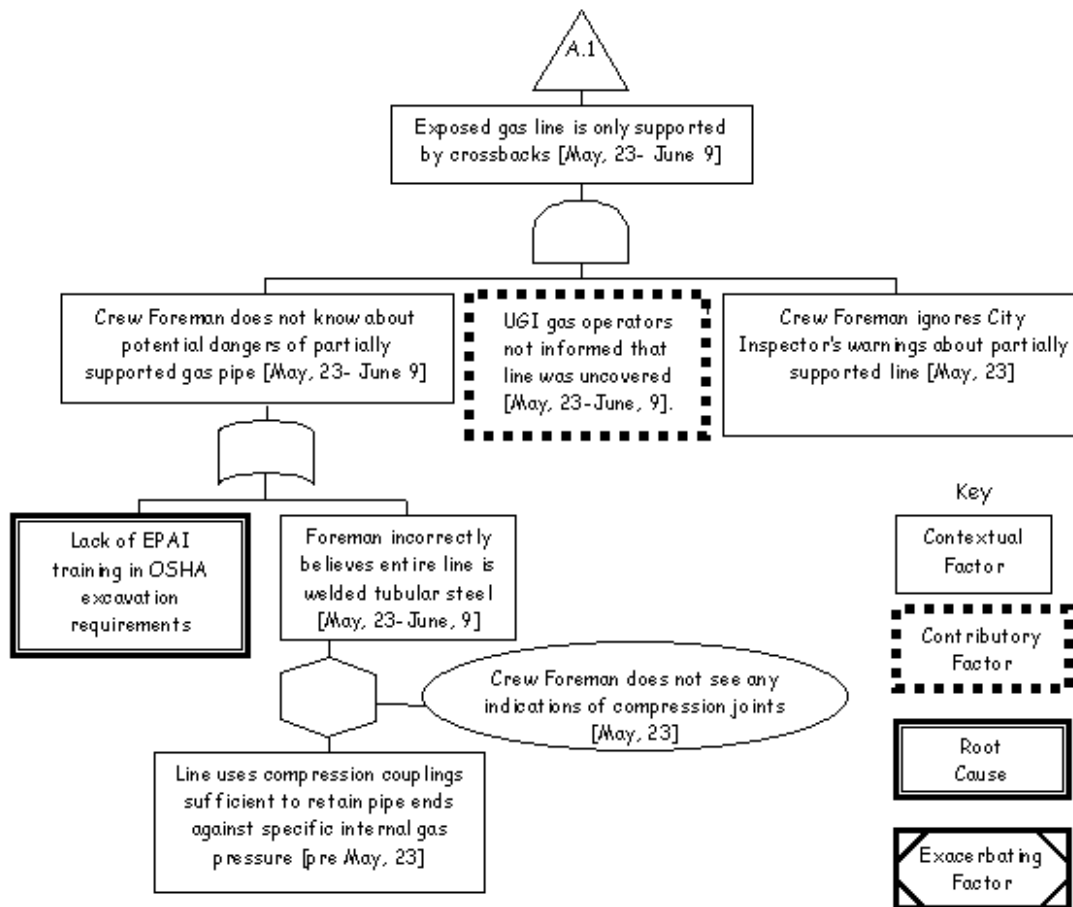 A.1
Exposed gas line is only supported
by crossbacks [May, 23- June 9]
Crew Foreman does not know about
potential dangers of partially
supported gas pipe [May, 23- June 9]
UGI gas operators
not informed that
line was uncovered
[May, 23-June, 9].
Crew Foreman ignores City
Inspector's warnings about partially
supported line [May, 23]
Lack of EPAI
training in OSHA
excavation
requirements
Foreman incorrectly
believes entire line is
welded tubular steel
[May, 23-June, 9]
Crew Foreman does not see any
indications of compression joints
[May, 23]
Line uses compression couplings
sufficient to retain pipe ends
against specific internal gas
pressure [pre May, 23]
Key
Contextual
Factor
Contributory
Factor
Root
Cause
Exacerbating
Factor